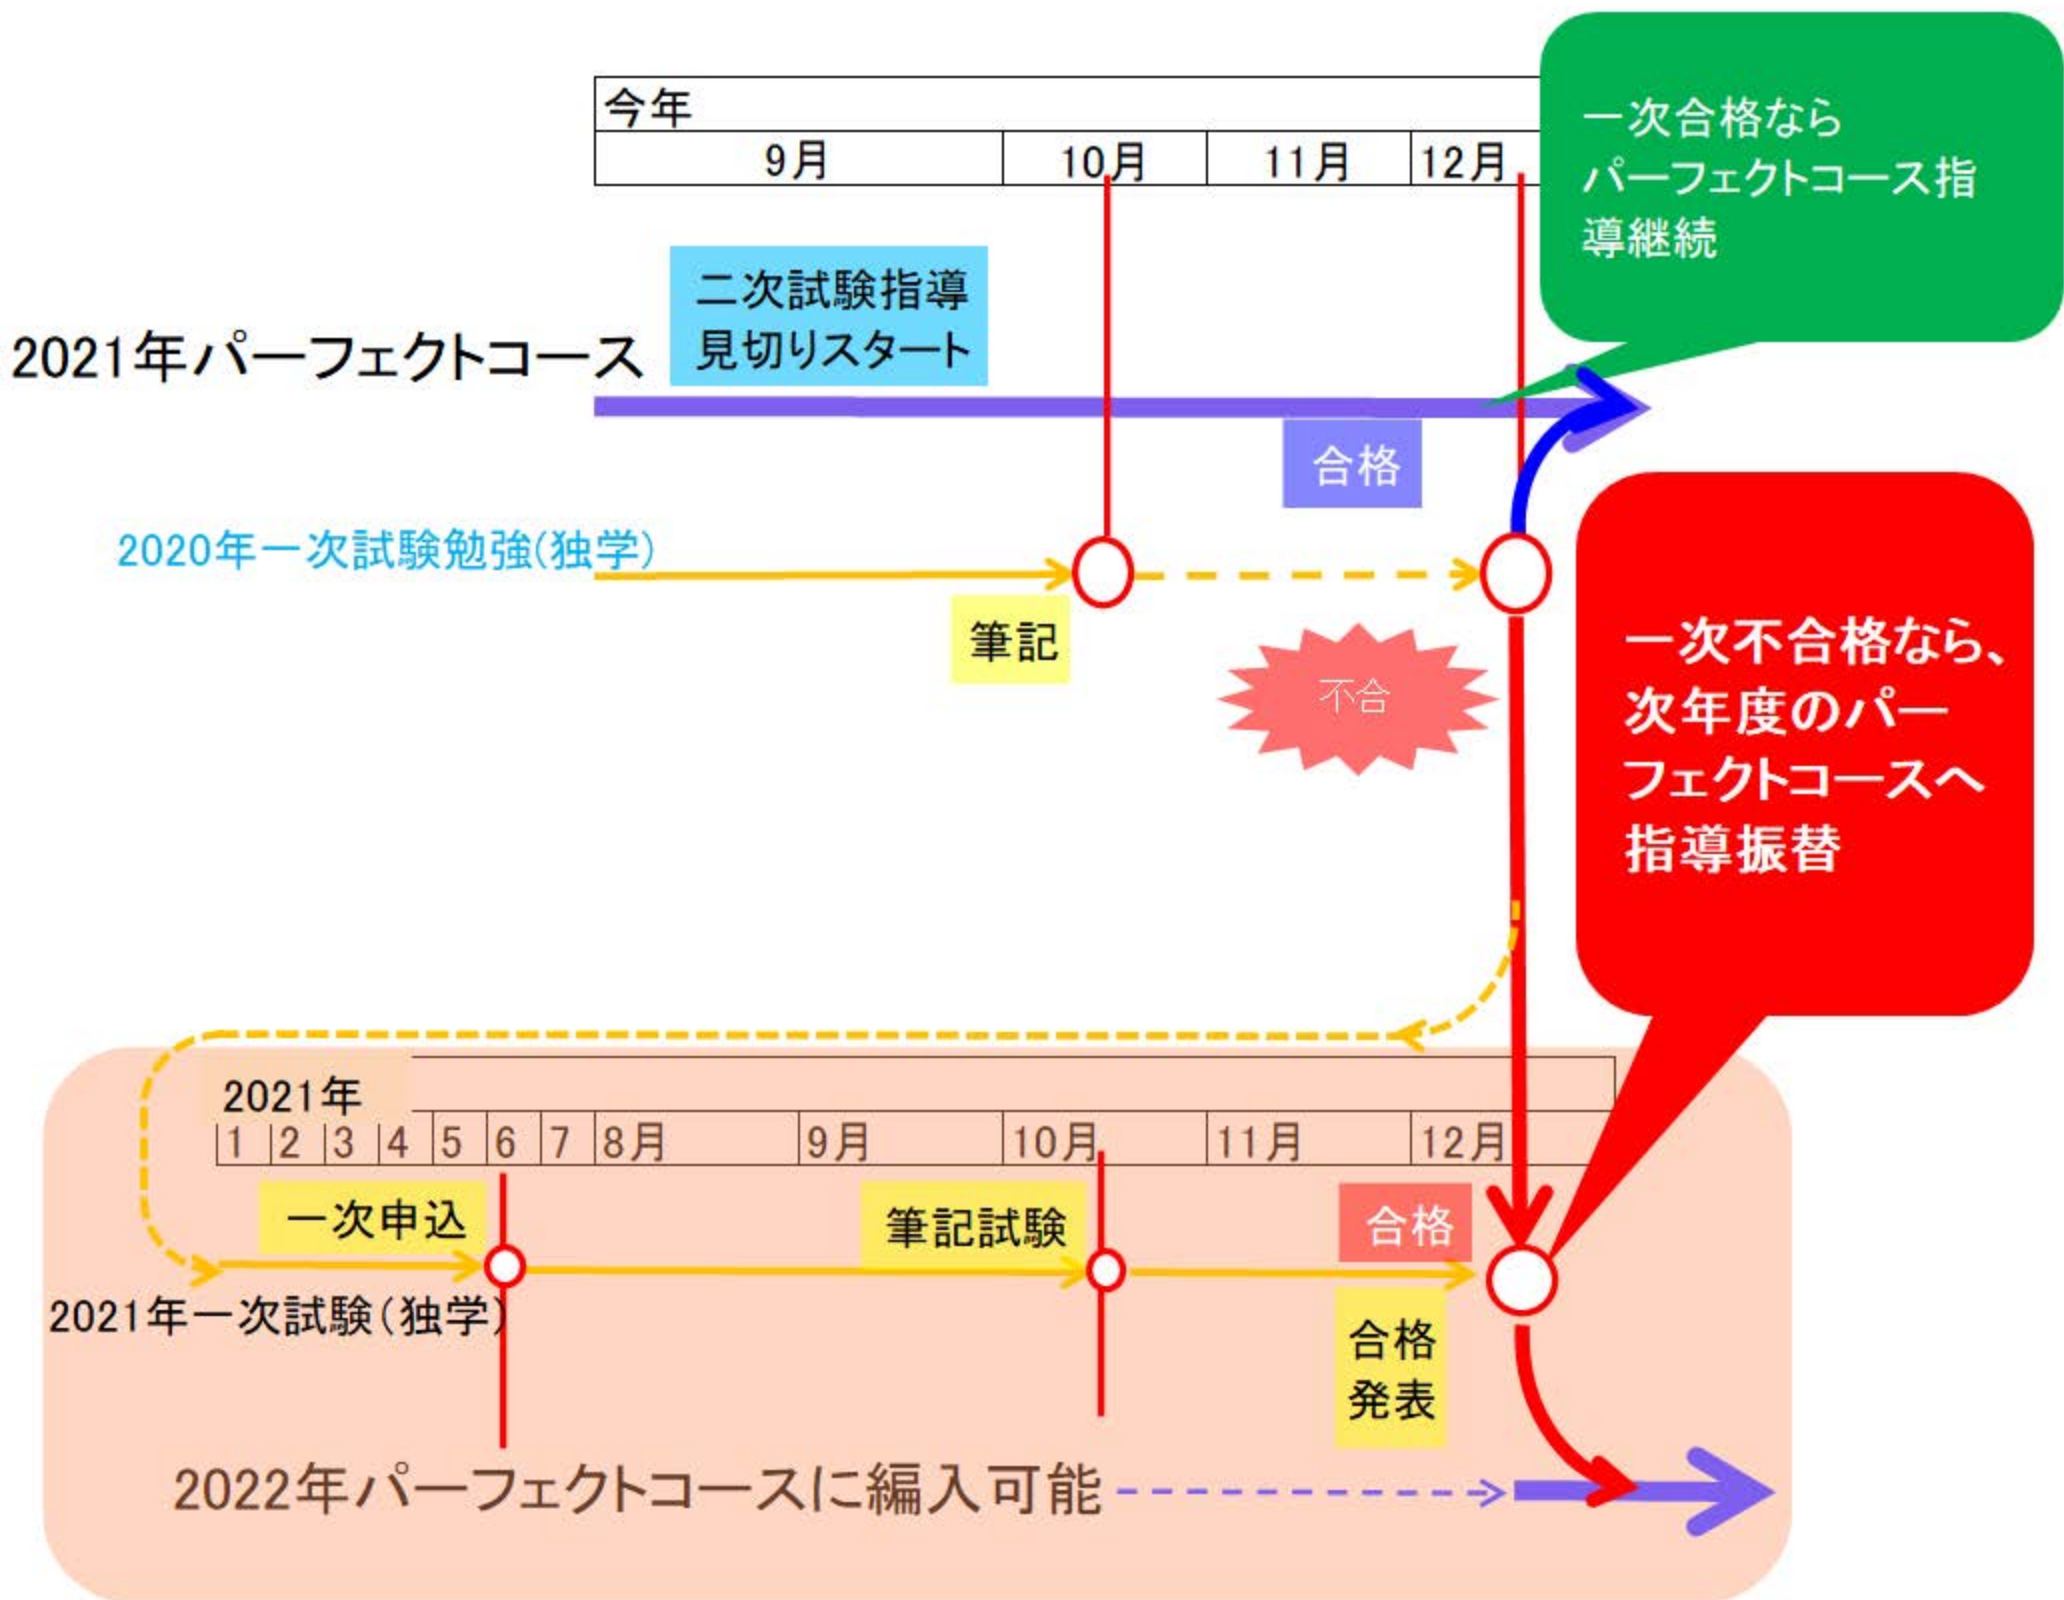 今年
9月 10月 11月 12月
一次合格なら
パーフェクトコース指
導継続
二次試験指導
見切りスタート
2021年パーフェクトコース
合格
2020年一次試験勉強(独学)
筆記
不合
一次不合格なら、
次年度のパー
フェクトコースへ
指導振替
2021年
1 2 3 4 5 6 7 8月 9月 10月 11月 12月
一次申込
筆記試験
合格
2021年一次試験(独学)
合格
発表
2022年パーフェクトコースに編入可能